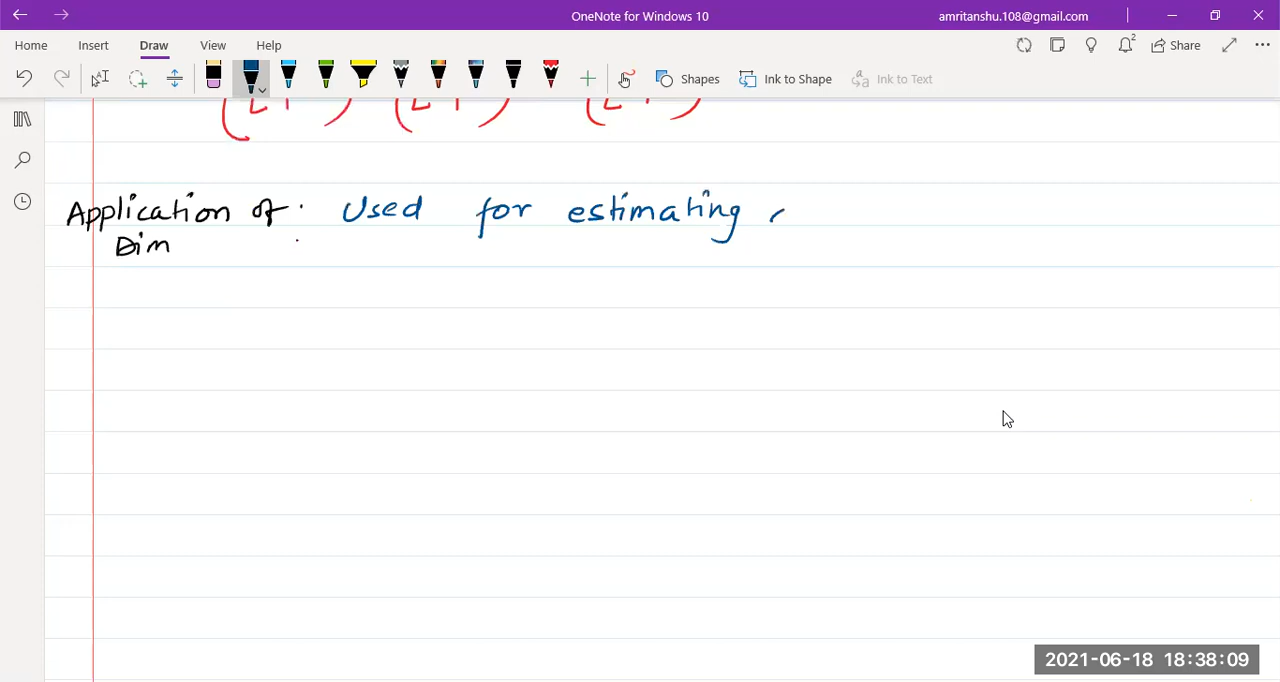 OneNote for Windows 10
amritanshu.108@gmail.com
Home Insert Draw View Help
2
Share
Shapes
Ink to Shape
Ink to Text
Application of : Used for estimating
Dim
2021-06-18 18:38:09